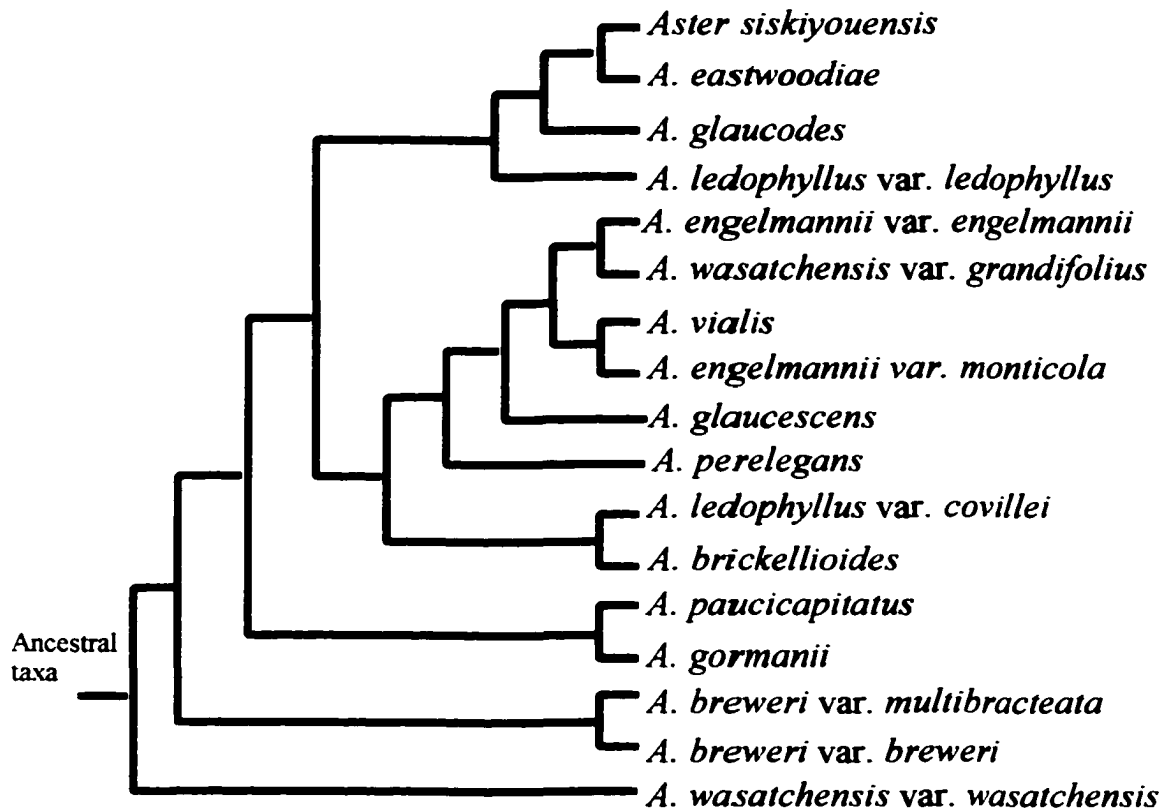 Aster siskiyouensis
A. eastwoodiae
A. glaucodes
A. ledophyllus var. ledophyllus
A. engelmannii var. engelmannii
A. wasatchensis var. grandifolius
A. vialis
A. engelmannii var. monticola
A. glaucescens
A. perelegans
A. ledophyllus var. covillei
A. brickellioides
A. paucicapitatus
A. gormanii
A. breweri var. multibracteata
A. breweri var. breweri
A. wasatchensis var. wasatchensis
Ancestral
taxa